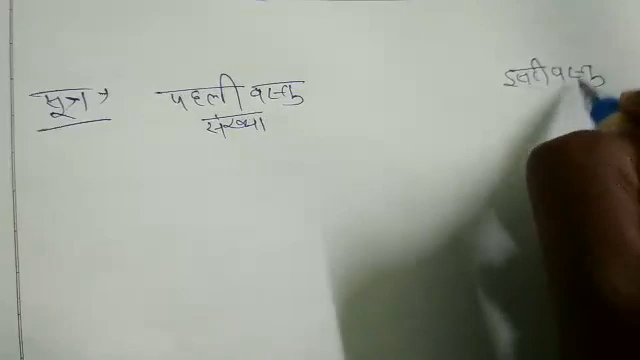 सूत्र → पहली वस्तु दुसरी वस्तु
संख्या